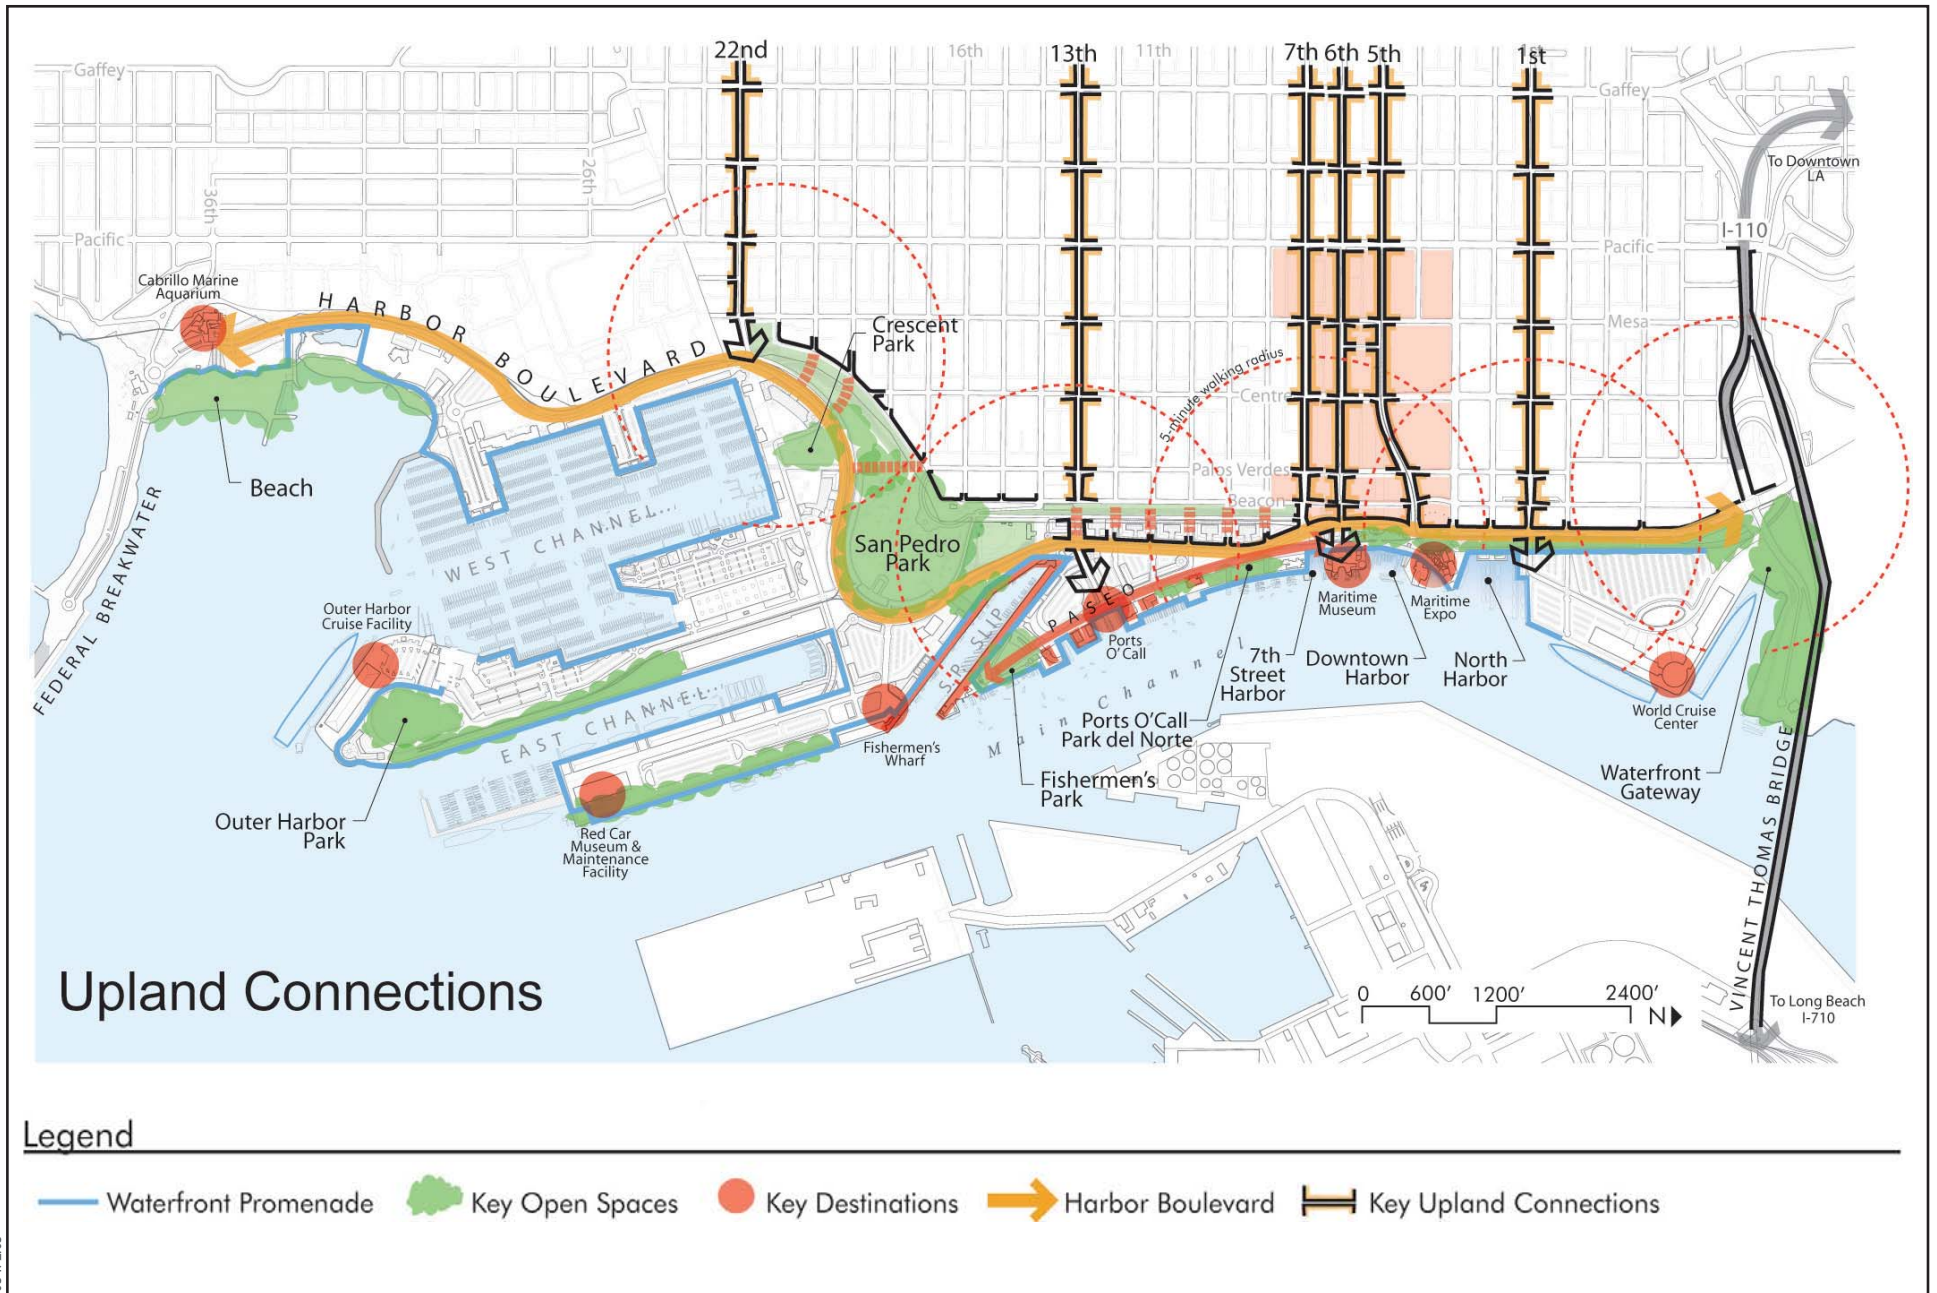 22nd
16th
13th
11th
7th 6th 5th
1st
Gaffey
Gaffey
To Downtown
LA
26th
36th
I-110
Pacific
Pacific
Cabrillo Marine
Aquarium
HARBOR BOULEVARD
Crescent
Park
Mesa
5-minute walking radius
Centre
Palos Verdes
Beacon
Beach
WEST CHANNEL
San Pedro
Park
FEDERAL BREAKWATER
Outer Harbor
Cruise Facility
S.P. SLIP
PASEO
Ports
O' Call
Maritime
Museum
Maritime
Expo
7th
Street
Harbor
Downtown
Harbor
North
Harbor
World Cruise
Center
Main Channel
Ports O'Call
Park del Norte
EAST CHANNEL
Fishermen's
Wharf
Fishermen's
Park
Waterfront
Gateway
Outer Harbor
Park
Red Car
Museum &
Maintenance
Facility
VINCENT THOMAS BRIDGE
Upland Connections
0 600' 1200' 2400'
N
To Long Beach
I-710
Legend
Waterfront Promenade
Key Open Spaces
Key Destinations
Harbor Boulevard
Key Upland Connections